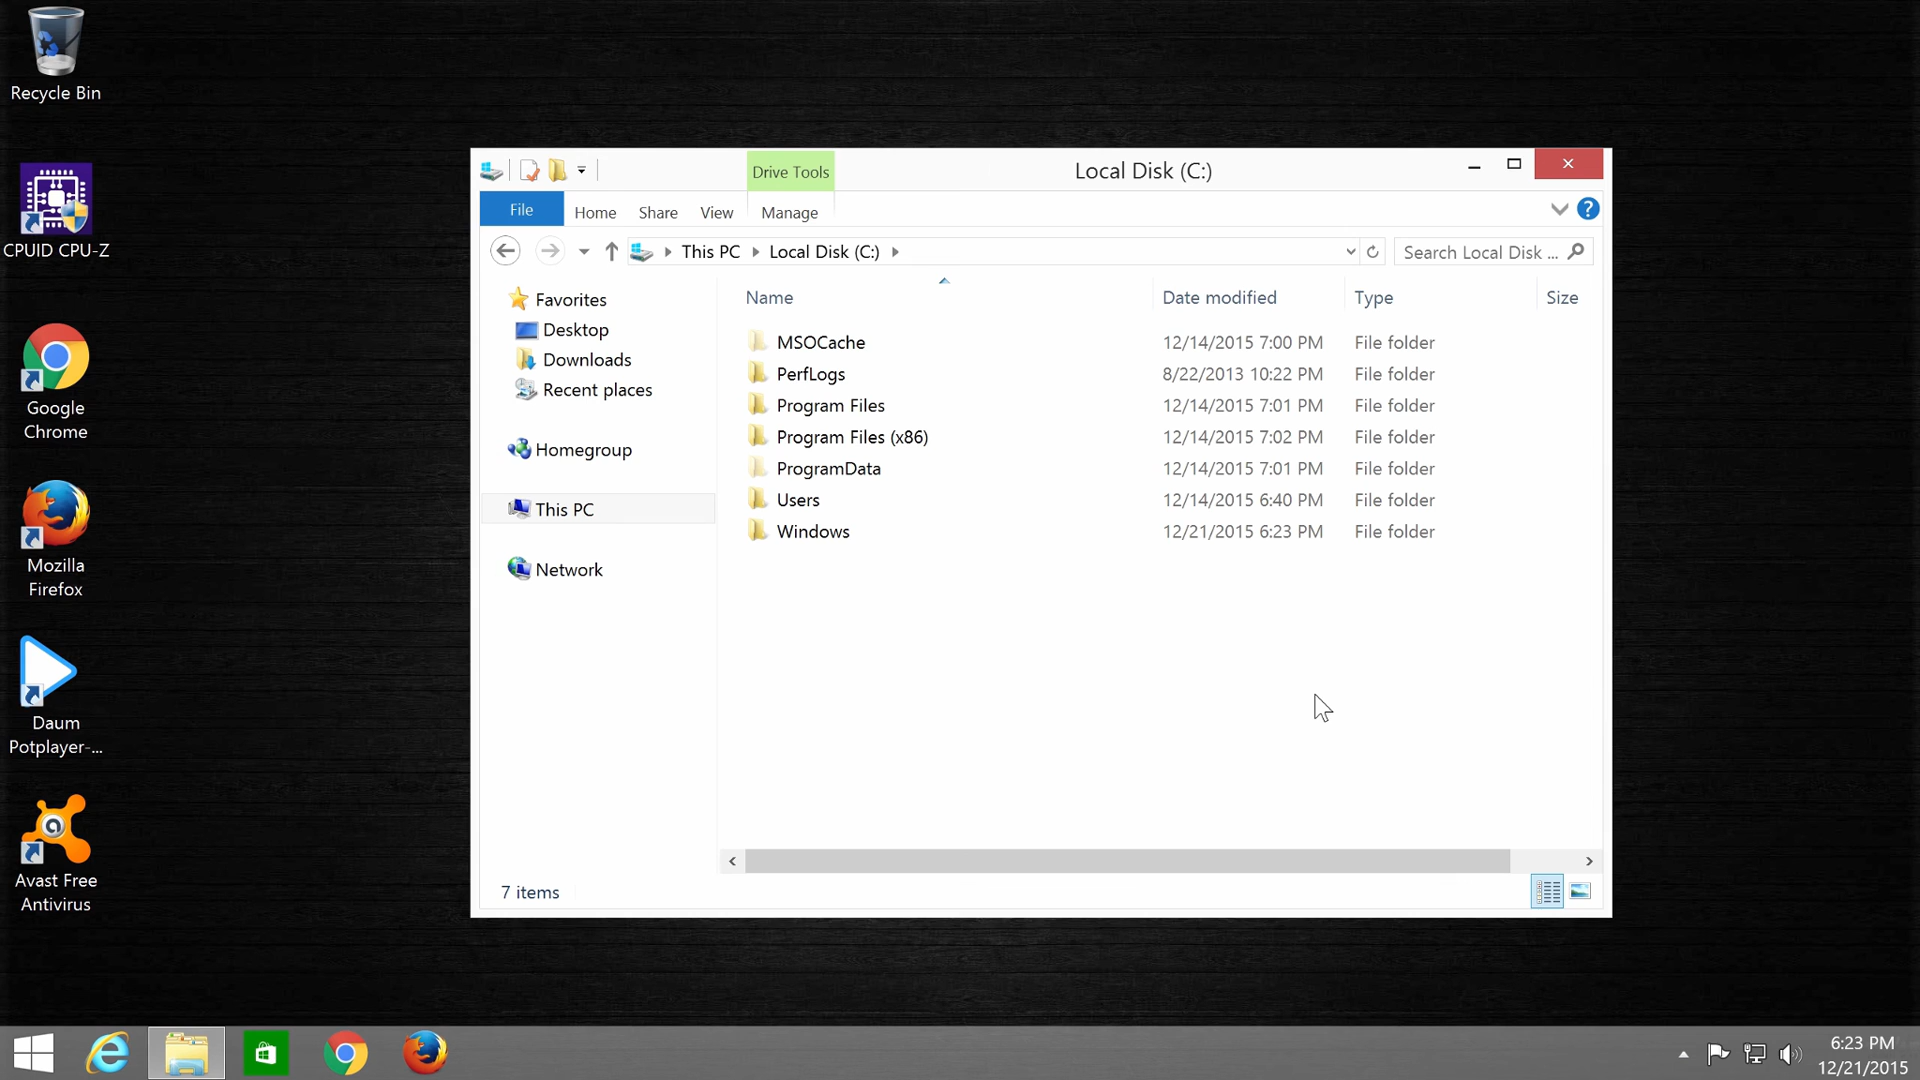 Recycle Bin
CPUID CPU-Z
Google
Chrome
Mozilla
Firefox
Daum
Potplayer-...
Avast Free
Antivirus
Drive Tools
Local Disk (C:)
File Home Share View Manage
This PC Local Disk (C:) Search Local Disk ...
Favorites
Desktop
Downloads
Recent places
Homegroup
This PC
Network
Name Date modified Type Size
MSOCache 12/14/2015 7:00 PM File folder
PerfLogs 8/22/2013 10:22 PM File folder
Program Files 12/14/2015 7:01 PM File folder
Program Files (x86) 12/14/2015 7:02 PM File folder
ProgramData 12/14/2015 7:01 PM File folder
Users 12/14/2015 6:40 PM File folder
Windows 12/21/2015 6:23 PM File folder
7 items
6:23 PM
12/21/2015